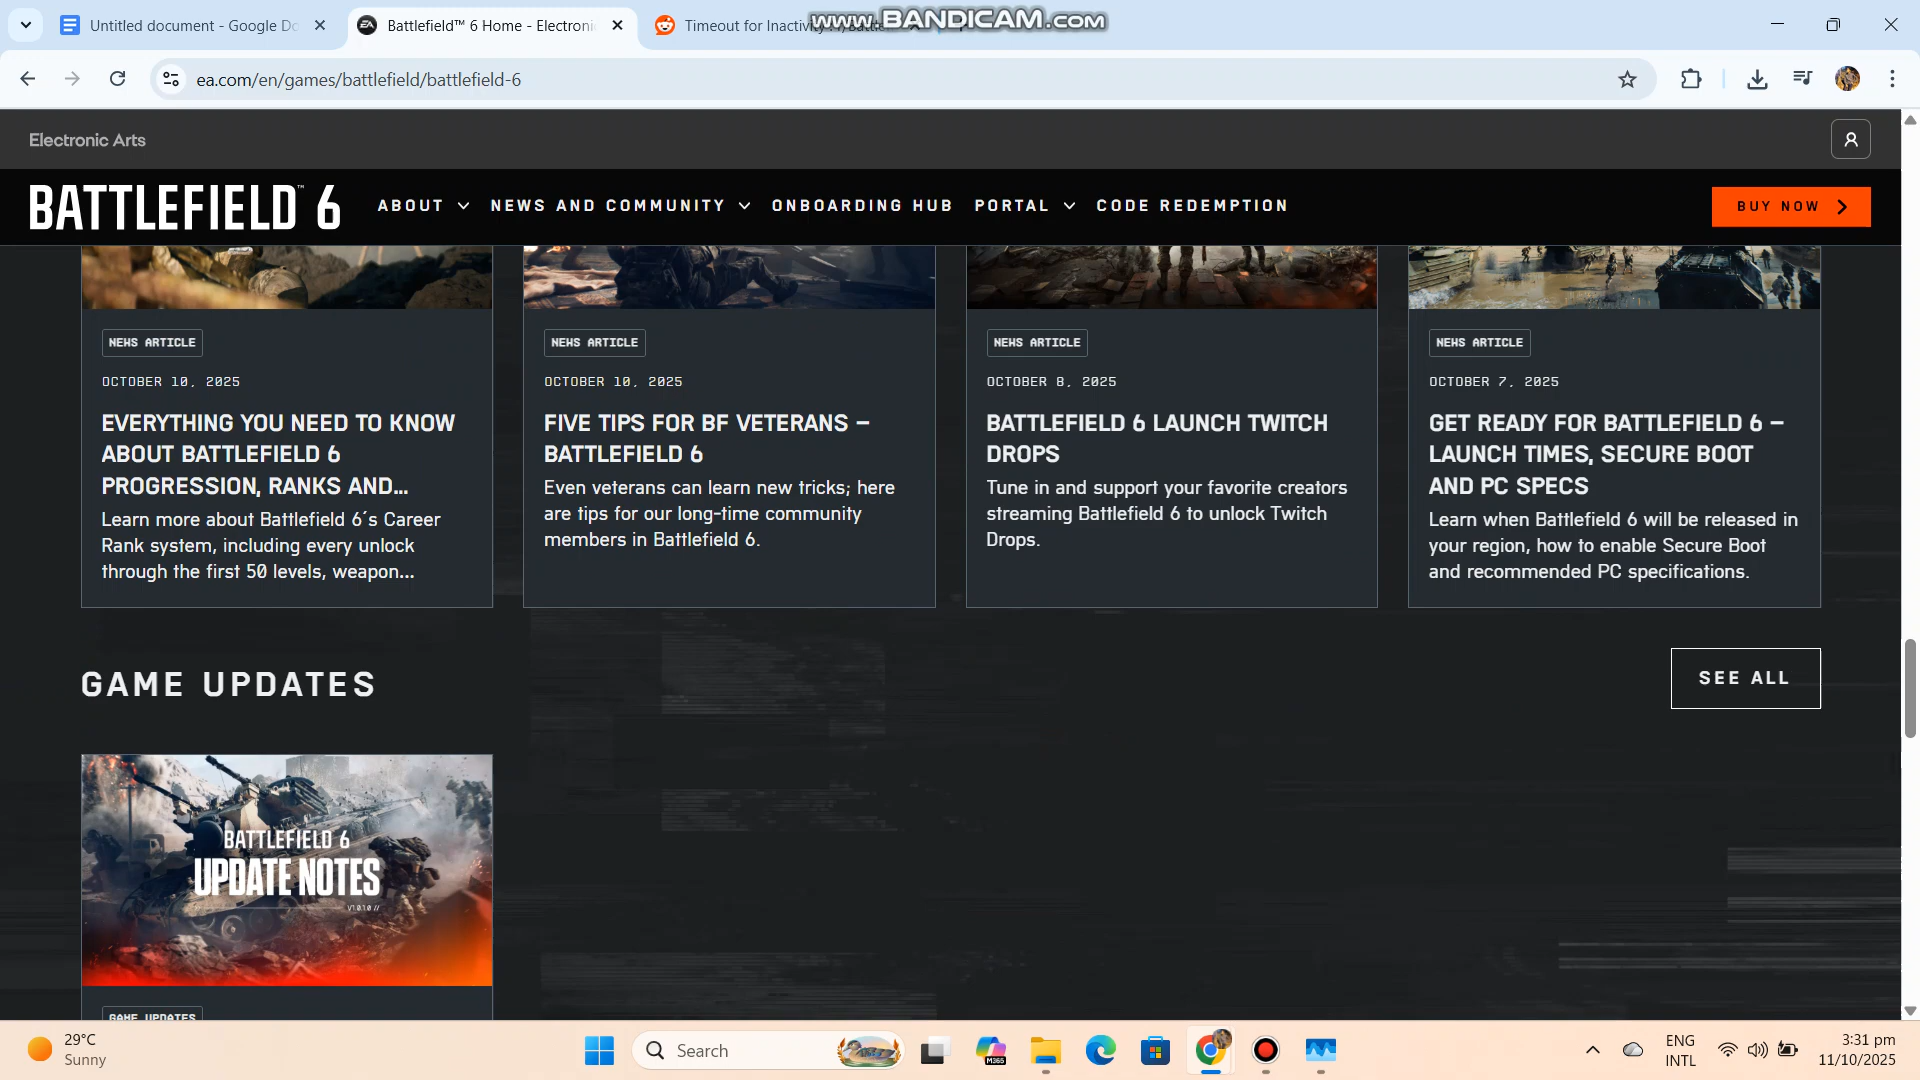 Untitled document - Google Do
Battlefield™ 6 Home - Electroni
Timeout for Inactivity
www.BANDICAM.com
ea.com/en/games/battlefield/battlefield-6
Electronic Arts
BATTLEFIELD™ 6
ABOUT
NEWS AND COMMUNITY
ONBOARDING HUB
PORTAL
CODE REDEMPTION
BUY NOW
NEWS ARTICLE
OCTOBER 10, 2025
EVERYTHING YOU NEED TO KNOW
ABOUT BATTLEFIELD 6
PROGRESSION, RANKS AND...
Learn more about Battlefield 6´s Career
Rank system, including every unlock
through the first 50 levels, weapon...
NEWS ARTICLE
OCTOBER 10, 2025
FIVE TIPS FOR BF VETERANS –
BATTLEFIELD 6
Even veterans can learn new tricks; here
are tips for our long-time community
members in Battlefield 6.
NEWS ARTICLE
OCTOBER 8, 2025
BATTLEFIELD 6 LAUNCH TWITCH
DROPS
Tune in and support your favorite creators
streaming Battlefield 6 to unlock Twitch
Drops.
NEWS ARTICLE
OCTOBER 7, 2025
GET READY FOR BATTLEFIELD 6 –
LAUNCH TIMES, SECURE BOOT
AND PC SPECS
Learn when Battlefield 6 will be released in
your region, how to enable Secure Boot
and recommended PC specifications.
GAME UPDATES
SEE ALL
BATTLEFIELD 6
UPDATE NOTES
V1.0.1.0 //
GAME UPDATES
29°C
Sunny
Search
M365
ENG
INTL
3:31 pm
11/10/2025